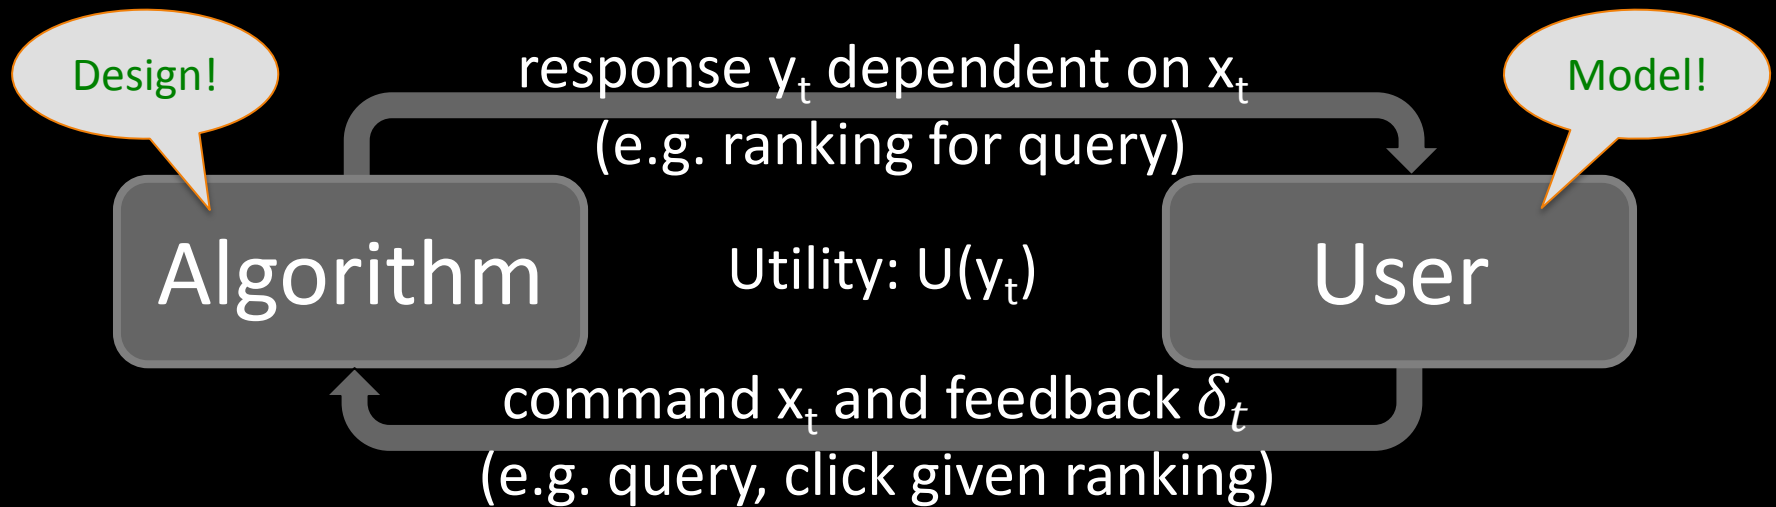 Design!
response yₜ dependent on xₜ
Model!
(e.g. ranking for query)
Algorithm
Utility: U(yₜ)
User
command xₜ and feedback δₜ
(e.g. query, click given ranking)